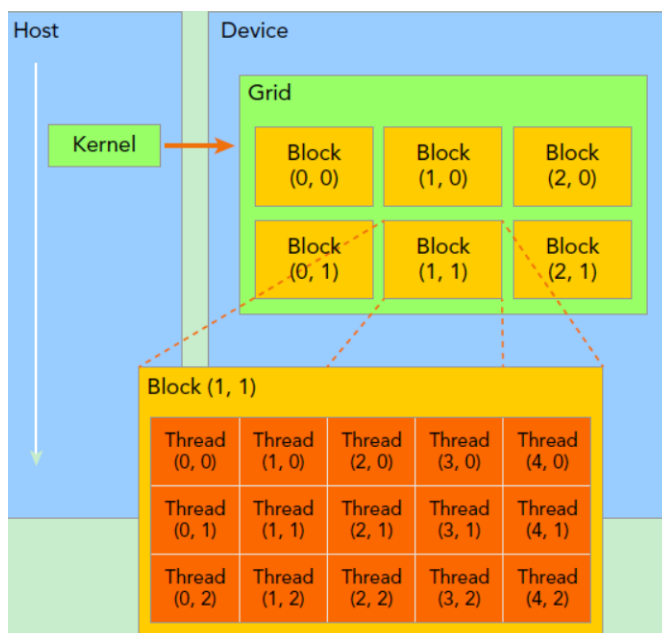 Host
Device
Grid
Kernel
Block
(0, 0)
Block
(1, 0)
Block
(2, 0)
Block
(0, 1)
Block
(1, 1)
Block
(2, 1)
Block (1, 1)
Thread
(0, 0)
Thread
(1, 0)
Thread
(2, 0)
Thread
(3, 0)
Thread
(4, 0)
Thread
(0, 1)
Thread
(1, 1)
Thread
(2, 1)
Thread
(3, 1)
Thread
(4, 1)
Thread
(0, 2)
Thread
(1, 2)
Thread
(2, 2)
Thread
(3, 2)
Thread
(4, 2)